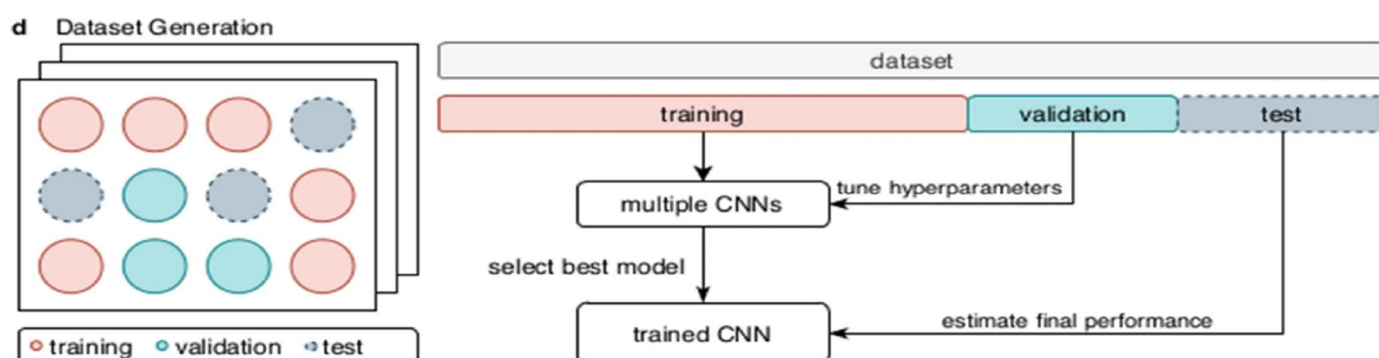 d Dataset Generation
dataset
training validation test
tune hyperparameters
multiple CNNs
select best model
estimate final performance
trained CNN
training validation test